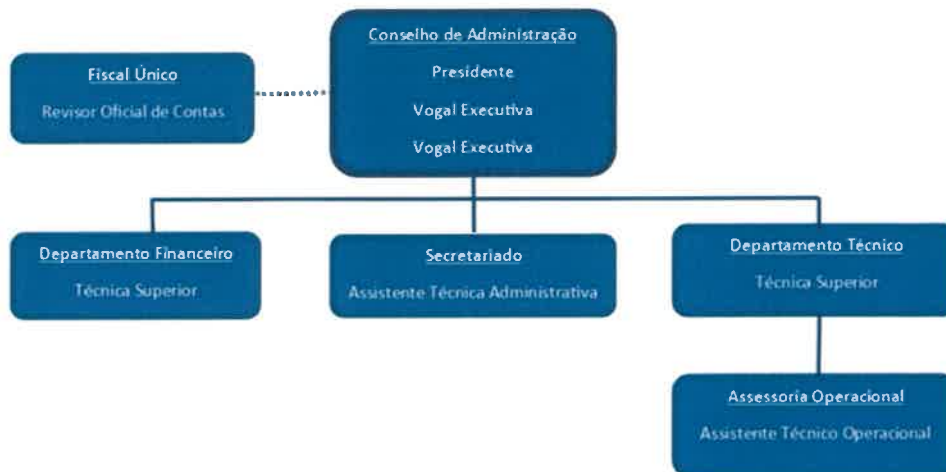 Conselho de Administração
Presidente
Vogal Executiva
Vogal Executiva
Fiscal Único
Revisor Oficial de Contas
Departamento Financeiro
Técnica Superior
Secretariado
Assistente Técnica Administrativa
Departamento Técnico
Técnica Superior
Assessoria Operacional
Assistente Técnico Operacional